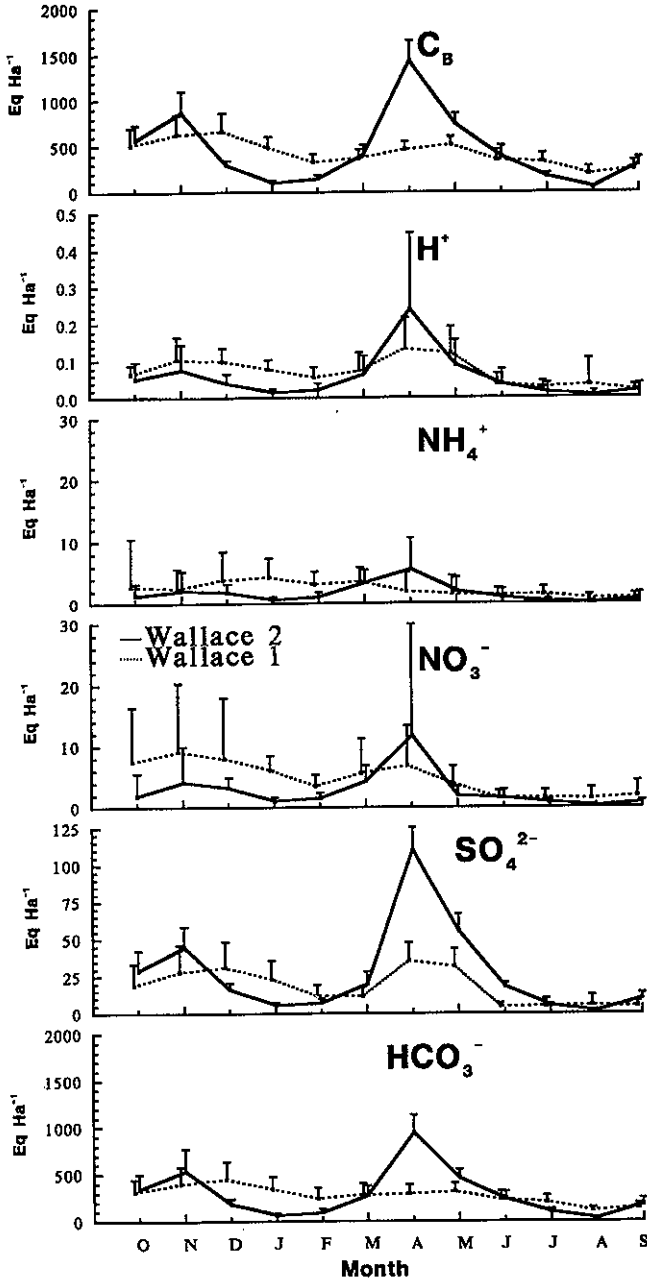 2000
1500
1000
500
0
Eq Ha⁻¹
C_B
0.5
0.4
0.3
0.2
0.1
0.0
Eq Ha⁻¹
H⁺
30
20
10
0
Eq Ha⁻¹
NH₄⁺
30
20
10
0
Eq Ha⁻¹
Wallace 2
Wallace 1
NO₃⁻
125
100
75
50
25
0
Eq Ha⁻¹
SO₄²⁻
2000
1500
1000
500
0
Eq Ha⁻¹
HCO₃⁻
O N D J F M A M J J A S
Month